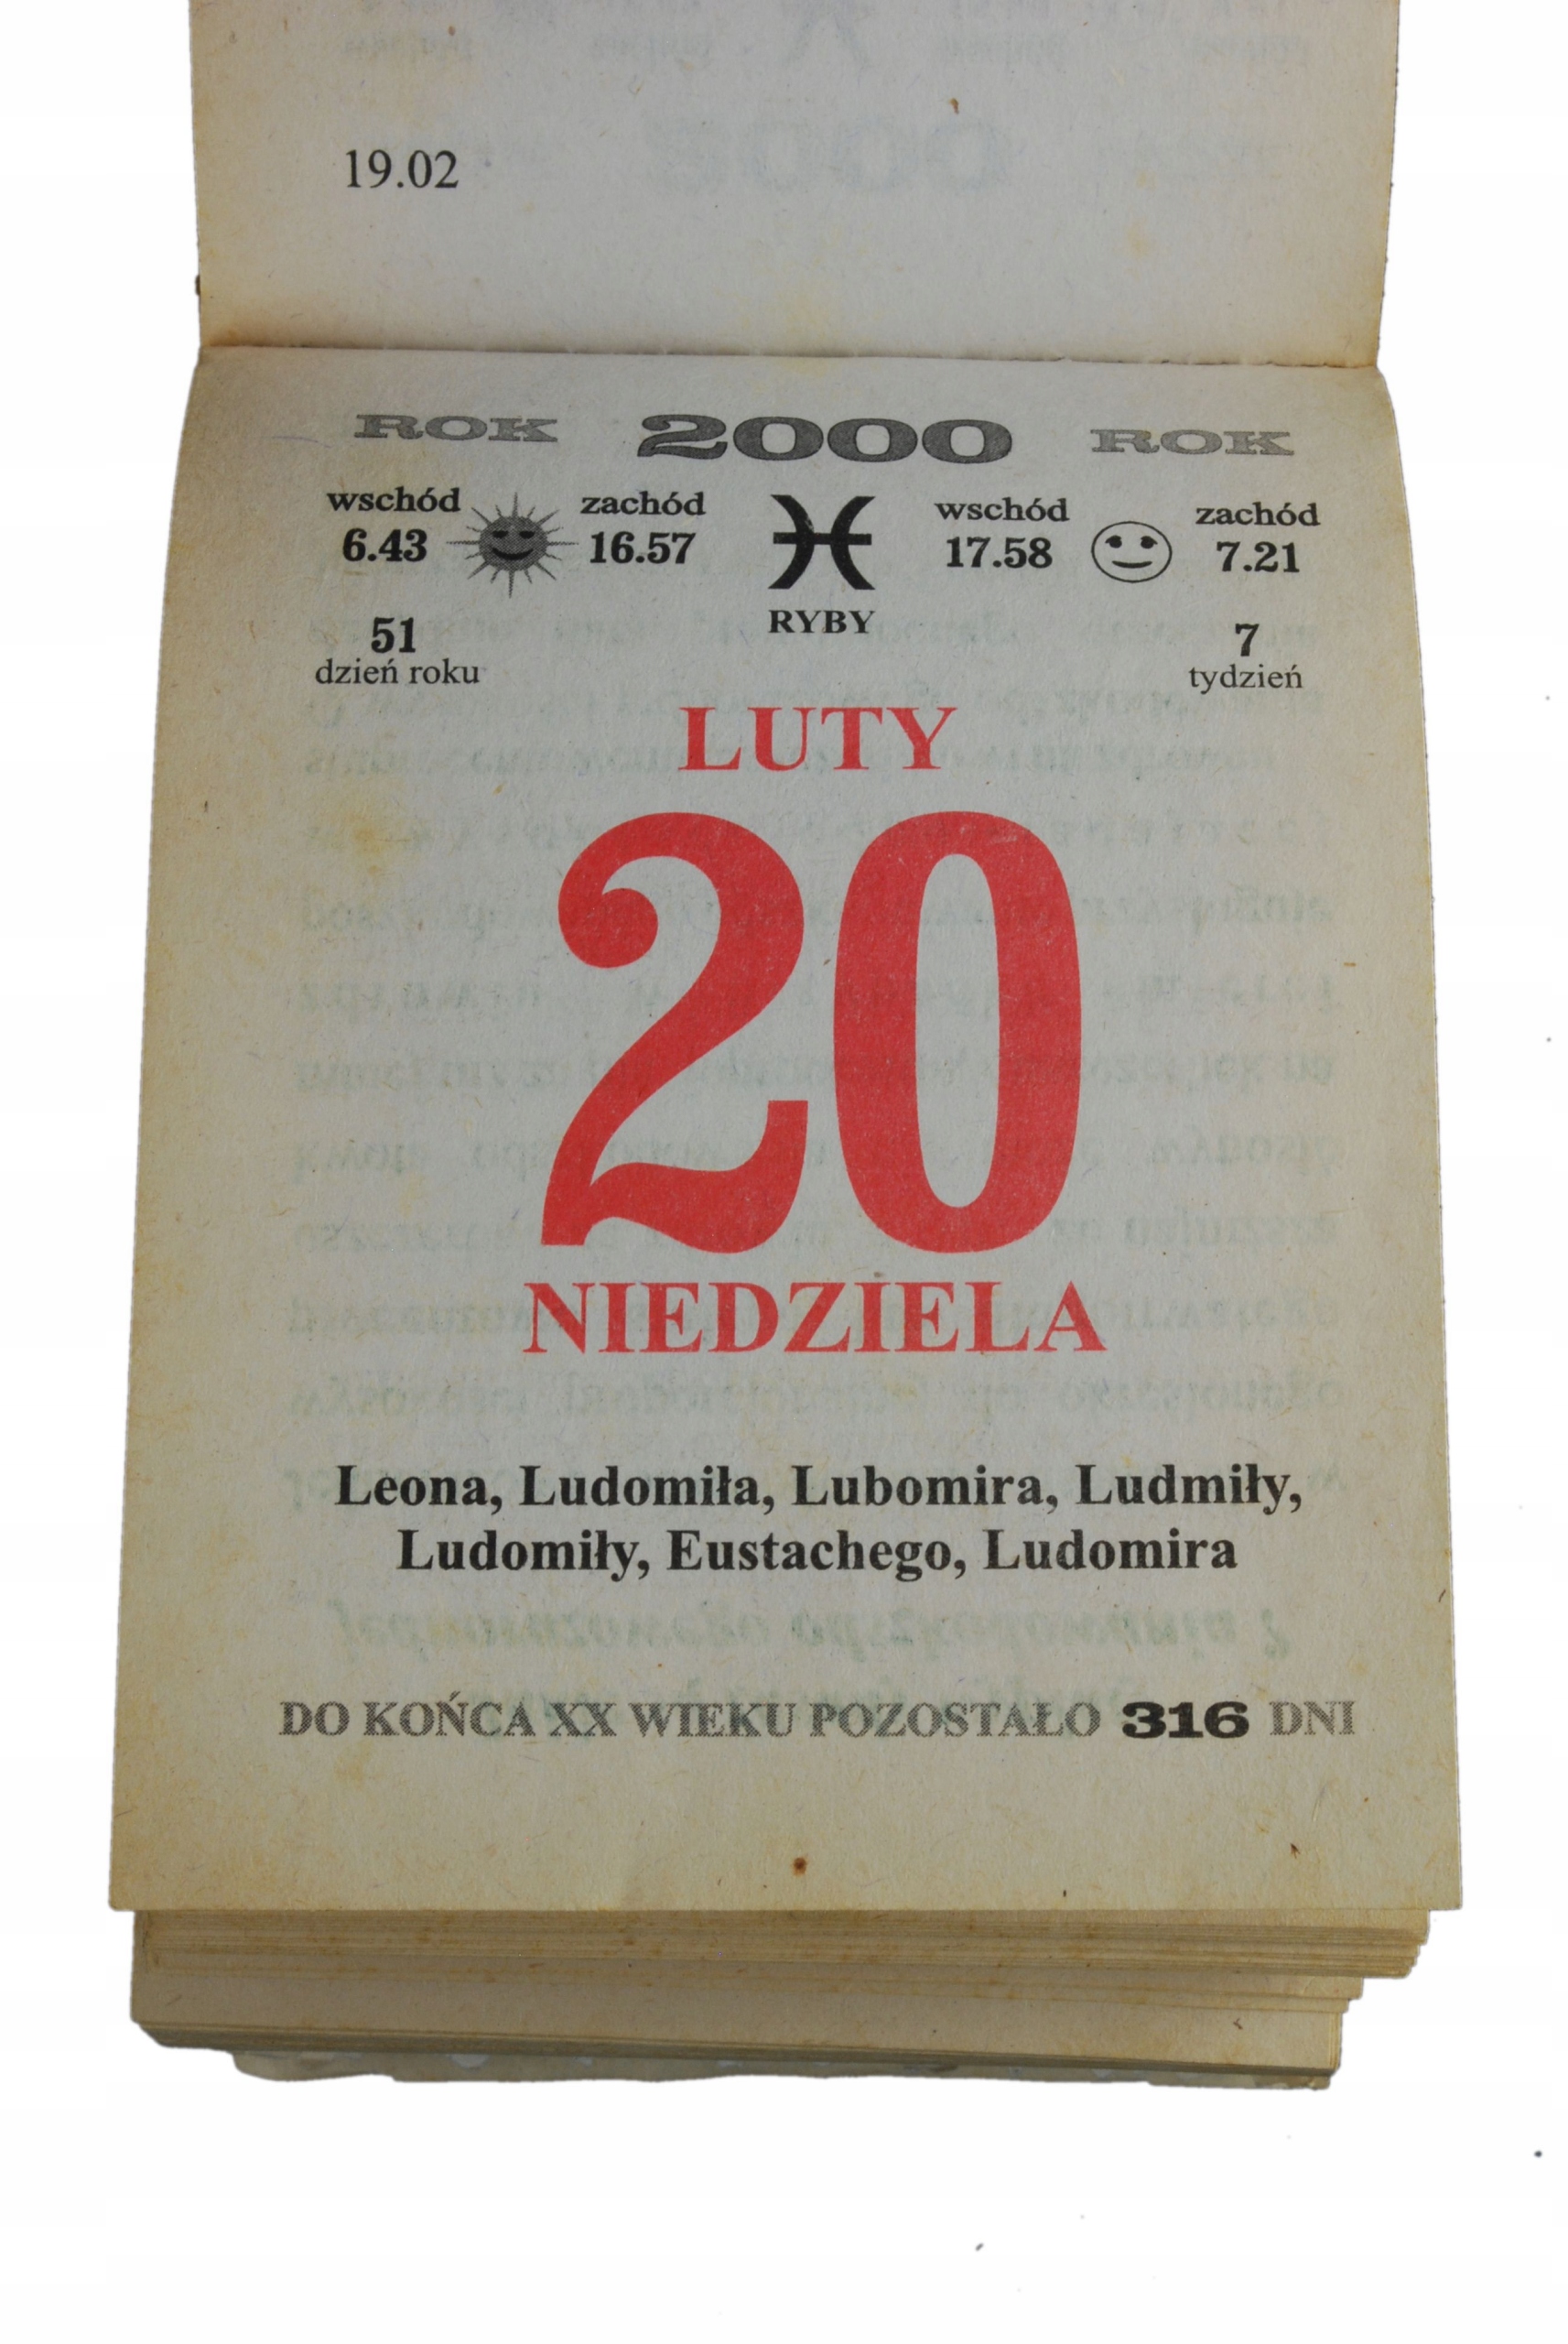 19.02
ROK 2000 ROK
wschód zachód wschód zachód
6.43 16.57 17.58 7.21
RYBY
51 7
dzień roku tydzień
LUTY
20
NIEDZIELA
Leona, Ludomiła, Lubomira, Ludmiły,
Ludomiły, Eustachego, Ludomira
DO KOŃCA XX WIEKU POZOSTAŁO 316 DNI